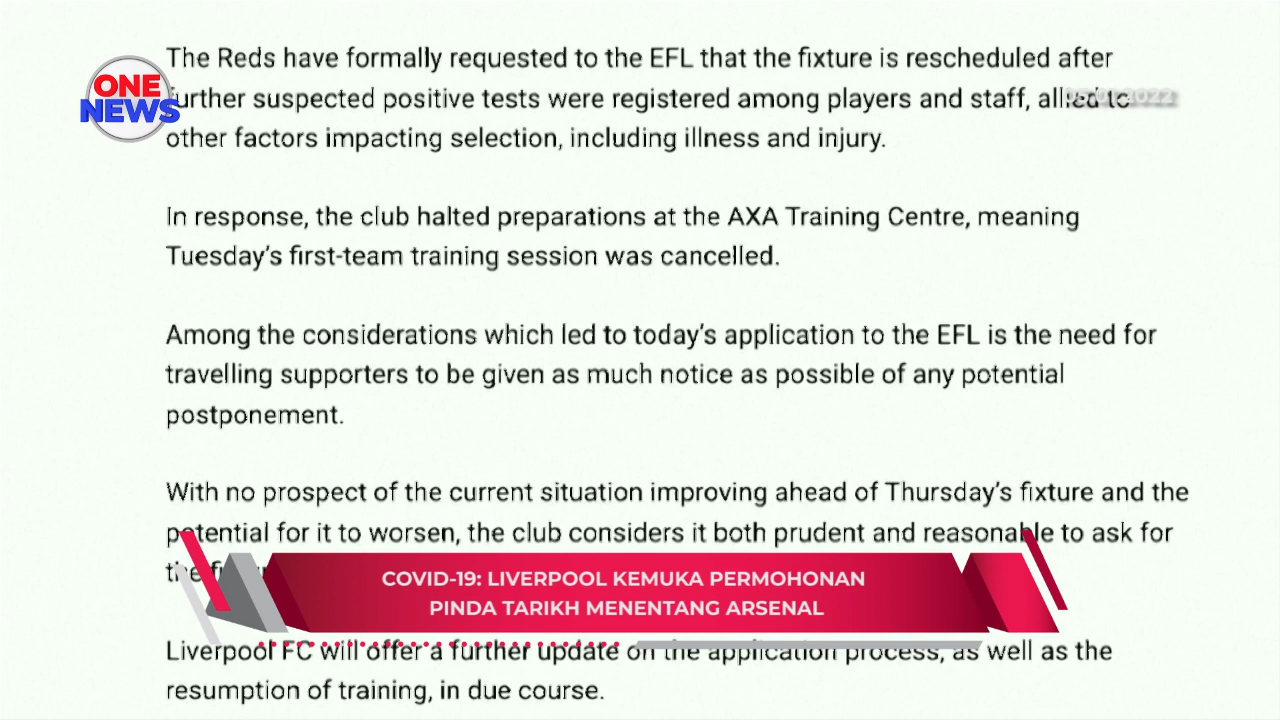 The Reds have formally requested to the EFL that the fixture is rescheduled after
ONE
NEWS
further suspected positive tests were registered among players and staff, allied to
other factors impacting selection, including illness and injury.
In response, the club halted preparations at the AXA Training Centre, meaning
Tuesday's first-team training session was cancelled.
Among the considerations which led to today's application to the EFL is the need for
travelling supporters to be given as much notice as possible of any potential
postponement.
With no prospect of the current situation improving ahead of Thursday's fixture and the
potential for it to worsen, the club considers it both prudent and reasonable to ask for
the
COVID-19: LIVERPOOL KEMUKA PERMOHONAN
PINDA TARIKH MENENTANG ARSENAL
Liverpool FC will offer a further update on the application process, as well as the
resumption of training, in due course.